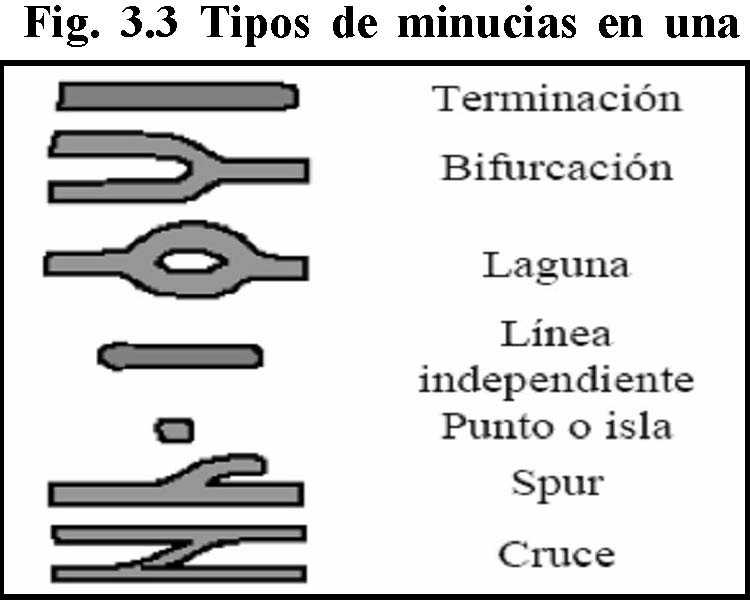 Fig. 3.3 Tipos de minucias en una
Terminación
Bifurcación
Laguna
Línea
independiente
Punto o isla
Spur
Cruce